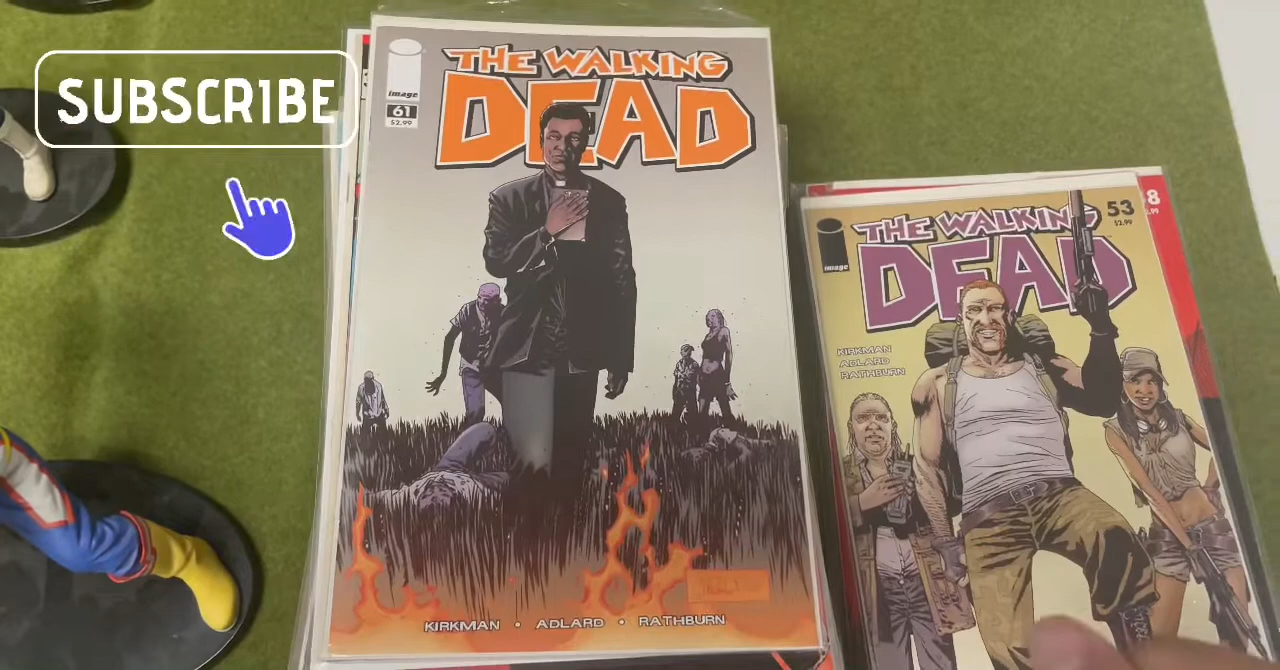 SUBSCRIBE
THE WALKING
DEAD
image
61
$2.99
KIRKMAN • ADLARD • RATHBURN
THE WALKING
DEAD
53
$2.99
image
KIRKMAN
ADLARD
RATHBURN
8